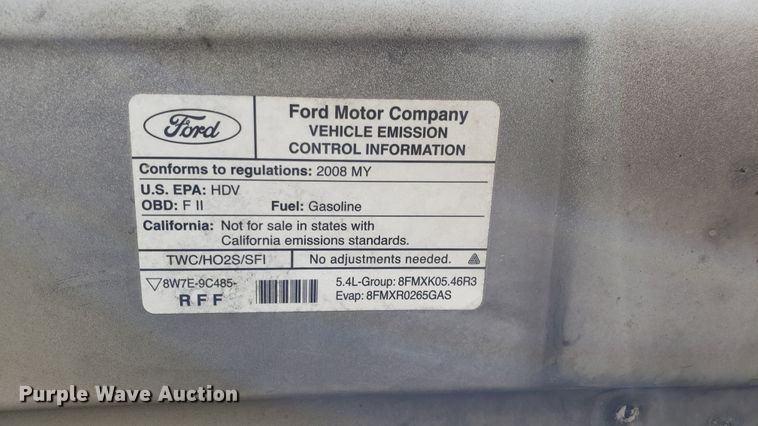 Ford
Ford Motor Company
VEHICLE EMISSION
CONTROL INFORMATION
Conforms to regulations: 2008 MY
U.S. EPA: HDV
OBD: F II Fuel: Gasoline
California: Not for sale in states with
California emissions standards.
TWC/HO2S/SFI No adjustments needed.
8W7E-9C485- 5.4L-Group: 8FMXK05.46R3
RFF Evap: 8FMXR0265GAS
Purple Wave Auction